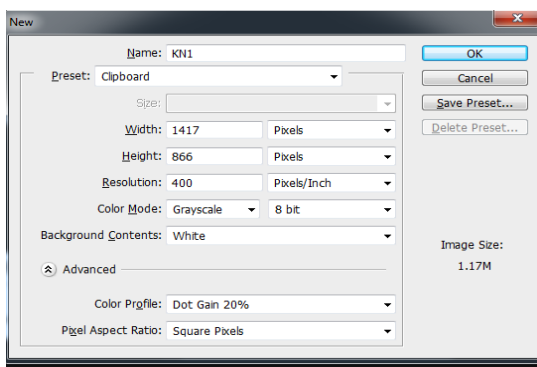 New
Name: KN1
OK
Preset: Clipboard
Cancel
Size:
Save Preset...
Width: 1417 Pixels
Delete Preset...
Height: 866 Pixels
Resolution: 400 Pixels/Inch
Color Mode: Grayscale 8 bit
Background Contents: White
Image Size:
1.17M
Advanced
Color Profile: Dot Gain 20%
Pixel Aspect Ratio: Square Pixels